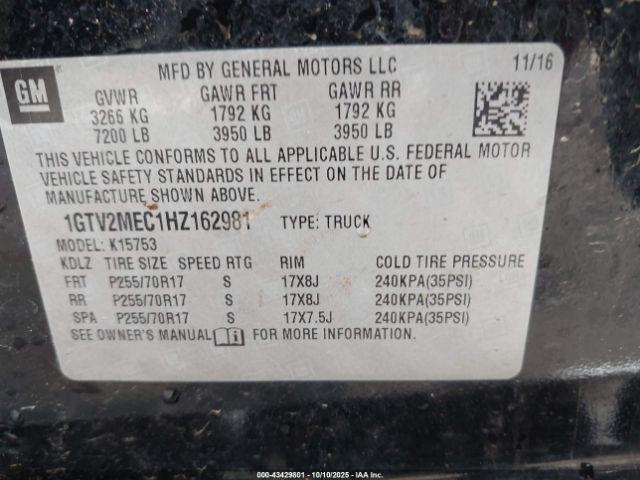 GM
MFD BY GENERAL MOTORS LLC 11/16
GVWR GAWR FRT GAWR RR
3266 KG 1792 KG 1792 KG
7200 LB 3950 LB 3950 LB
THIS VEHICLE CONFORMS TO ALL APPLICABLE U.S. FEDERAL MOTOR
VEHICLE SAFETY STANDARDS IN EFFECT ON THE DATE OF
MANUFACTURE SHOWN ABOVE.
1GTV2MEC1HZ162981 TYPE: TRUCK
MODEL: K15753
KDLZ TIRE SIZE SPEED RTG RIM COLD TIRE PRESSURE
FRT P255/70R17 S 17X8J 240KPA(35PSI)
RR P255/70R17 S 17X8J 240KPA(35PSI)
SPA P255/70R17 S 17X7.5J 240KPA(35PSI)
SEE OWNER'S MANUAL FOR MORE INFORMATION.
000-43429801 - 10/10/2025 - IAA Inc.